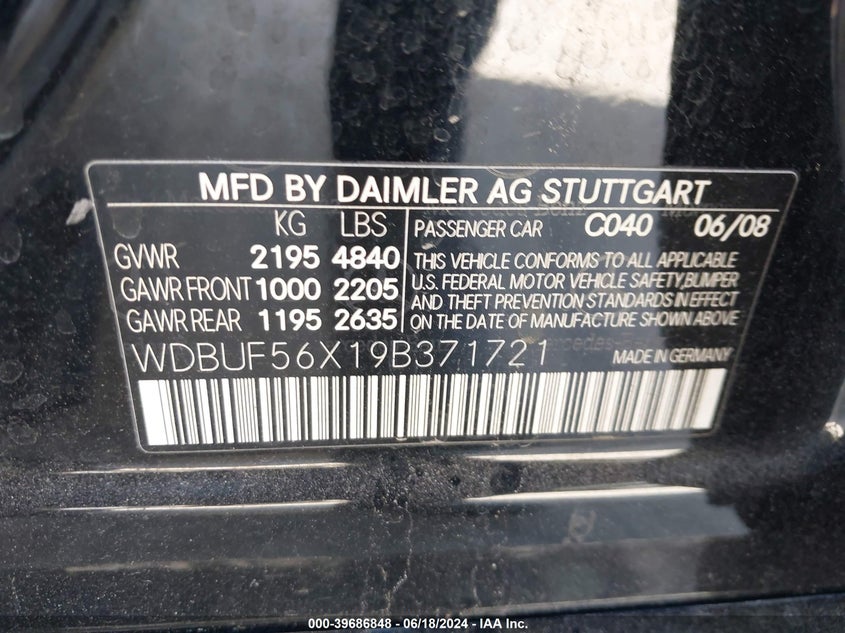 MFD BY DAIMLER AG STUTTGART
KG LBS
GVWR 2195 4840
GAWR FRONT 1000 2205
GAWR REAR 1195 2635
PASSENGER CAR C040 06/08
THIS VEHICLE CONFORMS TO ALL APPLICABLE
U.S. FEDERAL MOTOR VEHICLE SAFETY,BUMPER
AND THEFT PREVENTION STANDARDS IN EFFECT
ON THE DATE OF MANUFACTURE SHOWN ABOVE
WDBUF56X19B371721
MADE IN GERMANY
000-39686848 - 06/18/2024 - IAA Inc.